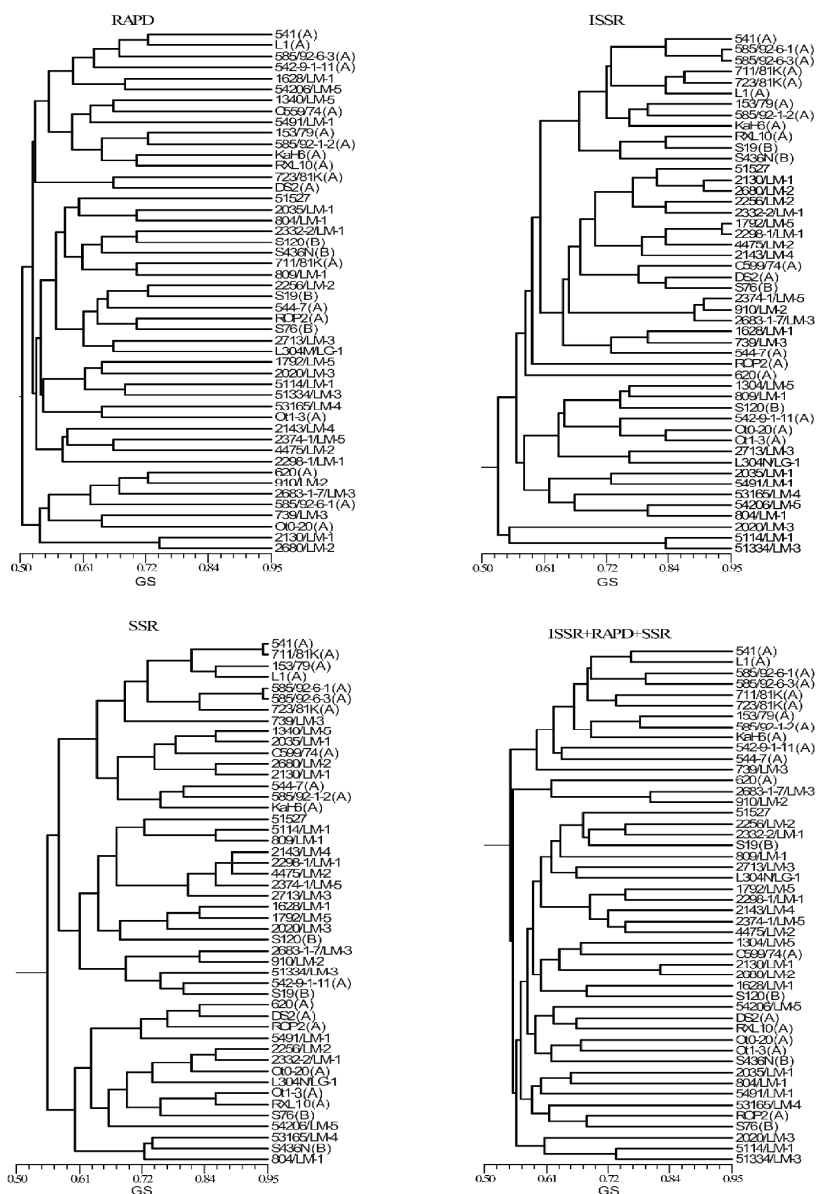 RAPD
541 (A)
L1 (A)
585/92-6-3(A)
542-9-1-11(A)
1628/LM-1
54206/LM-5
1340/LM-5
C559/74(A)
5491/LM-1
153/79(A)
585/92-1-2(A)
KaH6(A)
RXL10(A)
723/81K(A)
DS2(A)
51527
2035/LM-1
804/LM-1
2332-2/LM-1
S120(B)
S436N(B)
711/81K(A)
809/LM-1
2256/LM-2
S19(B)
544-7(A)
ROP2(A)
S76(B)
2713/LM-3
L304M/LG-1
1792/LM-5
2020/LM-3
5114/LM-1
51334/LM-3
53165/LM-4
Ot1-3(A)
2143/LM-4
2374-1/LM-5
4475/LM-2
2298-1/LM-1
620(A)
910/LM-2
2683-1-7/LM-3
585/92-6-1(A)
739/LM-3
Ot0-20(A)
2130/LM-1
2680/LM-2
0.50 0.61 0.72 0.84 0.95
GS
ISSR
541(A)
585/92-6-1(A)
585/92-6-3(A)
711/81K(A)
723/81K(A)
L1(A)
153/79(A)
585/92-1-2(A)
KaH6(A)
RXL10(A)
S19(B)
S436N(B)
51527
2130/LM-1
2680/LM-2
2256/LM-2
2332-2/LM-1
1792/LM-5
2298-1/LM-1
4475/LM-2
2143/LM-4
C599/74(A)
DS2(A)
S76(B)
2374-1/LM-5
910/LM-2
2683-1-7/LM-3
1628/LM-1
739/LM-3
544-7(A)
ROP2(A)
620(A)
1304/LM-5
809/LM-1
S120(B)
542-9-1-11(A)
Ot0-20(A)
Ot1-3(A)
2713/LM-3
L304N/LG-1
2035/LM-1
5491/LM-1
53165/LM-4
54206/LM-5
804/LM-1
2020/LM-3
5114/LM-1
51334/LM-3
0.50 0.61 0.72 0.84 0.95
GS
SSR
541(A)
711/81K(A)
153/79(A)
L1(A)
585/92-6-1(A)
585/92-6-3(A)
723/81K(A)
739/LM-3
1340/LM-5
2035/LM-1
C599/74(A)
2680/LM-2
2130/LM-1
544-7(A)
585/92-1-2(A)
KaH6(A)
51527
5114/LM-1
809/LM-1
2143/LM-4
2298-1/LM-1
4475/LM-2
2374-1/LM-5
2713/LM-3
1628/LM-1
1792/LM-5
2020/LM-3
S120(B)
2683-1-7/LM-3
910/LM-2
51334/LM-3
542-9-1-11(A)
S19(B)
620(A)
DS2(A)
ROP2(A)
5491/LM-1
2256/LM-2
2332-2/LM-1
Ot0-20(A)
L304N/LG-1
Ot1-3(A)
RXL10(A)
S76(B)
54206/LM-5
53165/LM-4
S436N(B)
804/LM-1
0.50 0.61 0.72 0.84 0.95
GS
ISSR+RAPD+SSR
541(A)
L1(A)
585/92-6-1(A)
585/92-6-3(A)
711/81K(A)
723/81K(A)
153/79(A)
585/92-1-2(A)
KaH6(A)
542-9-1-11(A)
544-7(A)
739/LM-3
620(A)
2683-1-7/LM-3
910/LM-2
51527
2256/LM-2
2332-2/LM-1
S19(B)
809/LM-1
2713/LM-3
L304N/LG-1
1792/LM-5
2298-1/LM-1
2143/LM-4
2374-1/LM-5
4475/LM-2
1304/LM-5
C599/74(A)
2130/LM-1
2680/LM-2
1628/LM-1
S120(B)
54206/LM-5
DS2(A)
RXL10(A)
Ot0-20(A)
Ot1-3(A)
S436N(B)
2035/LM-1
804/LM-1
5491/LM-1
53165/LM-4
ROP2(A)
S76(B)
2020/LM-3
5114/LM-1
51334/LM-3
0.50 0.61 0.72 0.84 0.95
GS